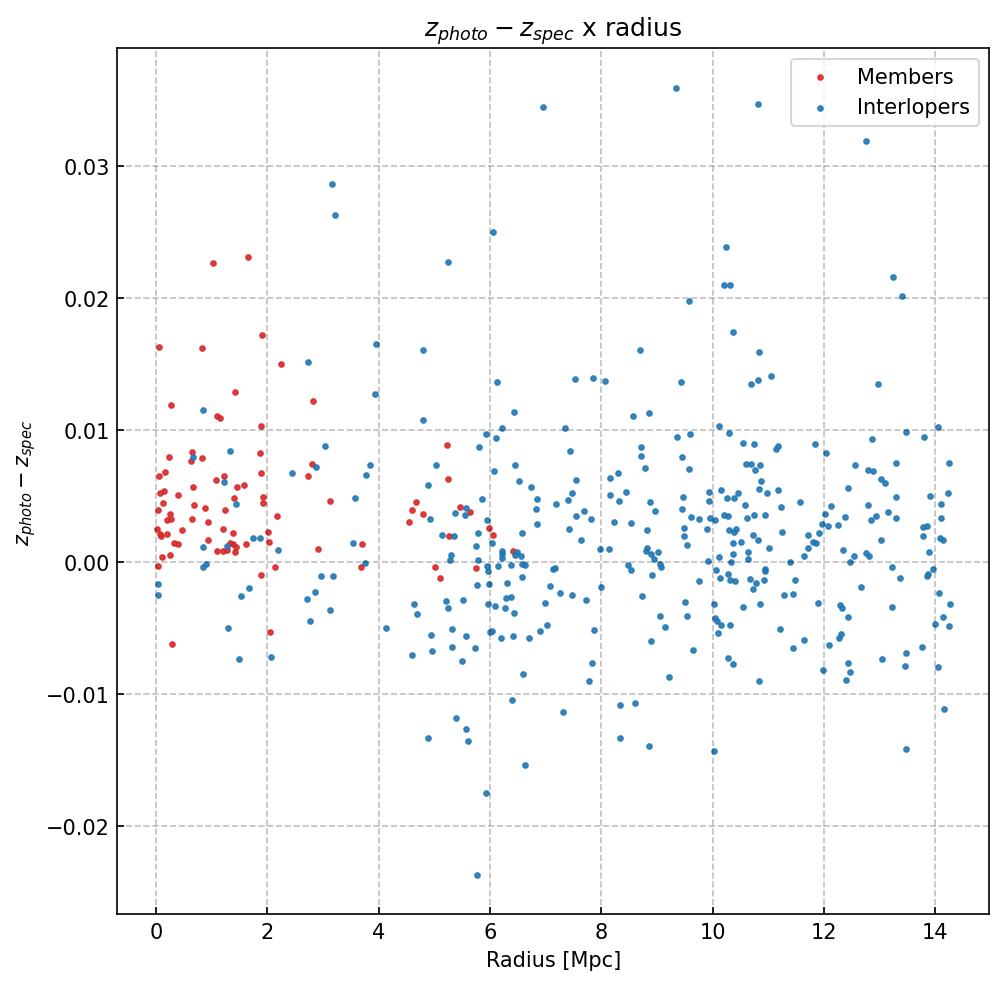 z_photo − z_spec x radius
Members
Interlopers
0.03
0.02
0.01
0.00
−0.01
−0.02
z_photo − z_spec
0 2 4 6 8 10 12 14
Radius [Mpc]